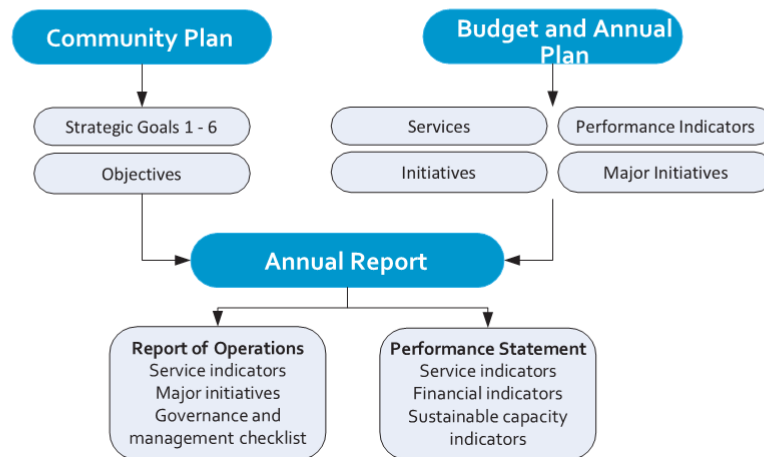 Community Plan
Budget and Annual
Plan
Strategic Goals 1 - 6
Objectives
Services
Performance Indicators
Initiatives
Major Initiatives
Annual Report
Report of Operations
Service indicators
Major initiatives
Governance and
management checklist
Performance Statement
Service indicators
Financial indicators
Sustainable capacity
indicators